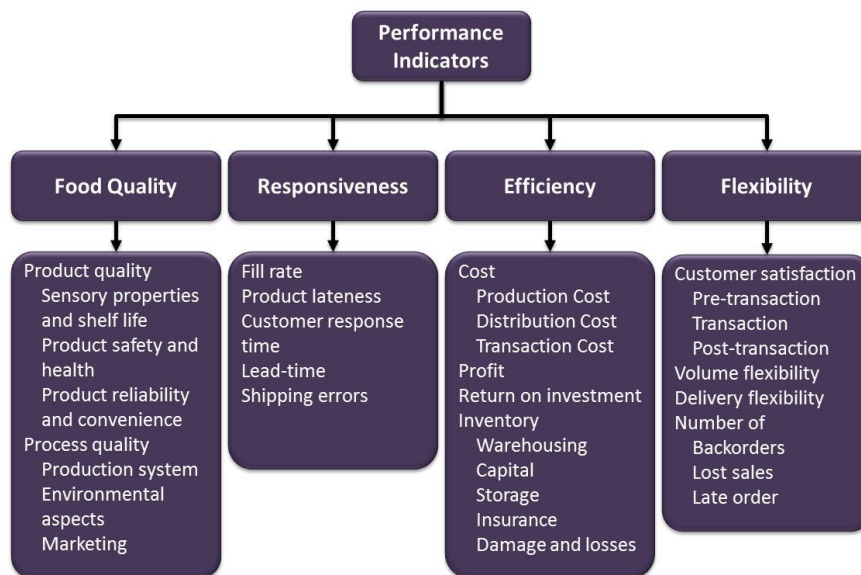 Performance
Indicators
Food Quality
Responsiveness
Efficiency
Flexibility
Product quality
Sensory properties
and shelf life
Product safety and
health
Product reliability
and convenience
Process quality
Production system
Environmental
aspects
Marketing
Fill rate
Product lateness
Customer response
time
Lead-time
Shipping errors
Cost
Production Cost
Distribution Cost
Transaction Cost
Profit
Return on investment
Inventory
Warehousing
Capital
Storage
Insurance
Damage and losses
Customer satisfaction
Pre-transaction
Transaction
Post-transaction
Volume flexibility
Delivery flexibility
Number of
Backorders
Lost sales
Late order